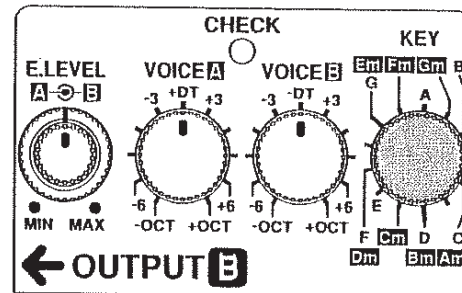 CHECK
KEY
E.LEVEL
A B
VOICE A
VOICE B
Em Fm Gm B
G
A
-3 +DT +3
-3 -DT +3
-6 +6
-6 +6
-OCT +OCT
-OCT +OCT
E
F Cm D C
Dm Bm Am
MIN MAX
← OUTPUT B